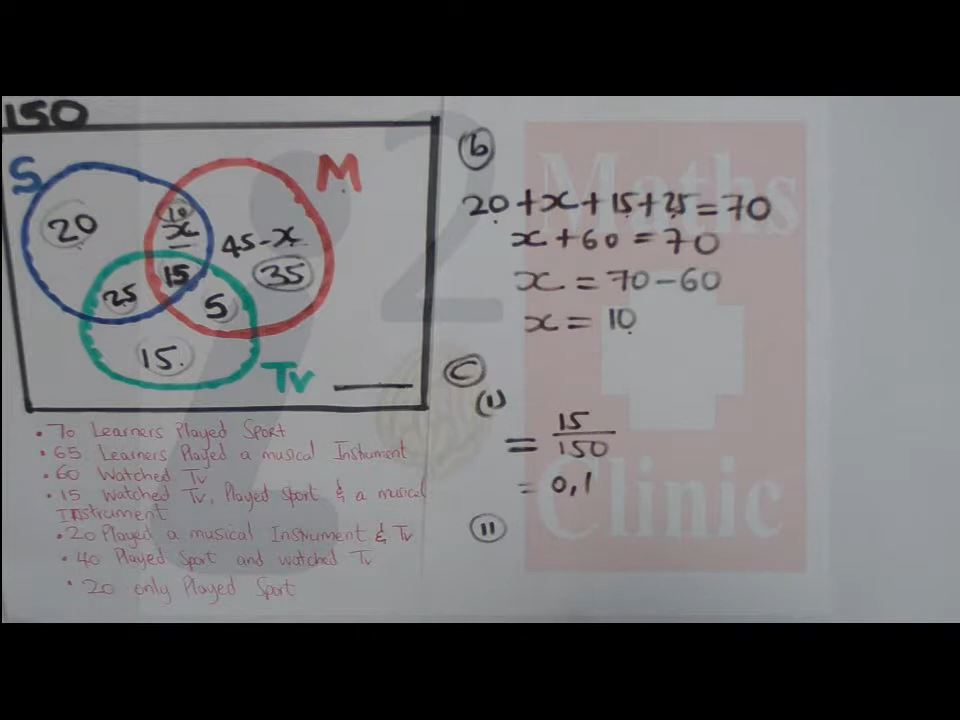 150
S
M
20
10
x
45-x
15
35
25
5
15.
Tv
• 70 Learners Played Sport
• 65 Learners Played a musical Instrument
• 60 Watched Tv
• 15 Watched Tv, Played Sport & a musical
Instrument
• 20 Played a musical Instrument & Tv
• 40 Played Sport and watched Tv
• 20 only Played Sport
b
20+x+15+25=70
x+60=70
x=70-60
x=10
c
(i)
= 15/150
= 0,1
ii
i2
Maths
Clinic